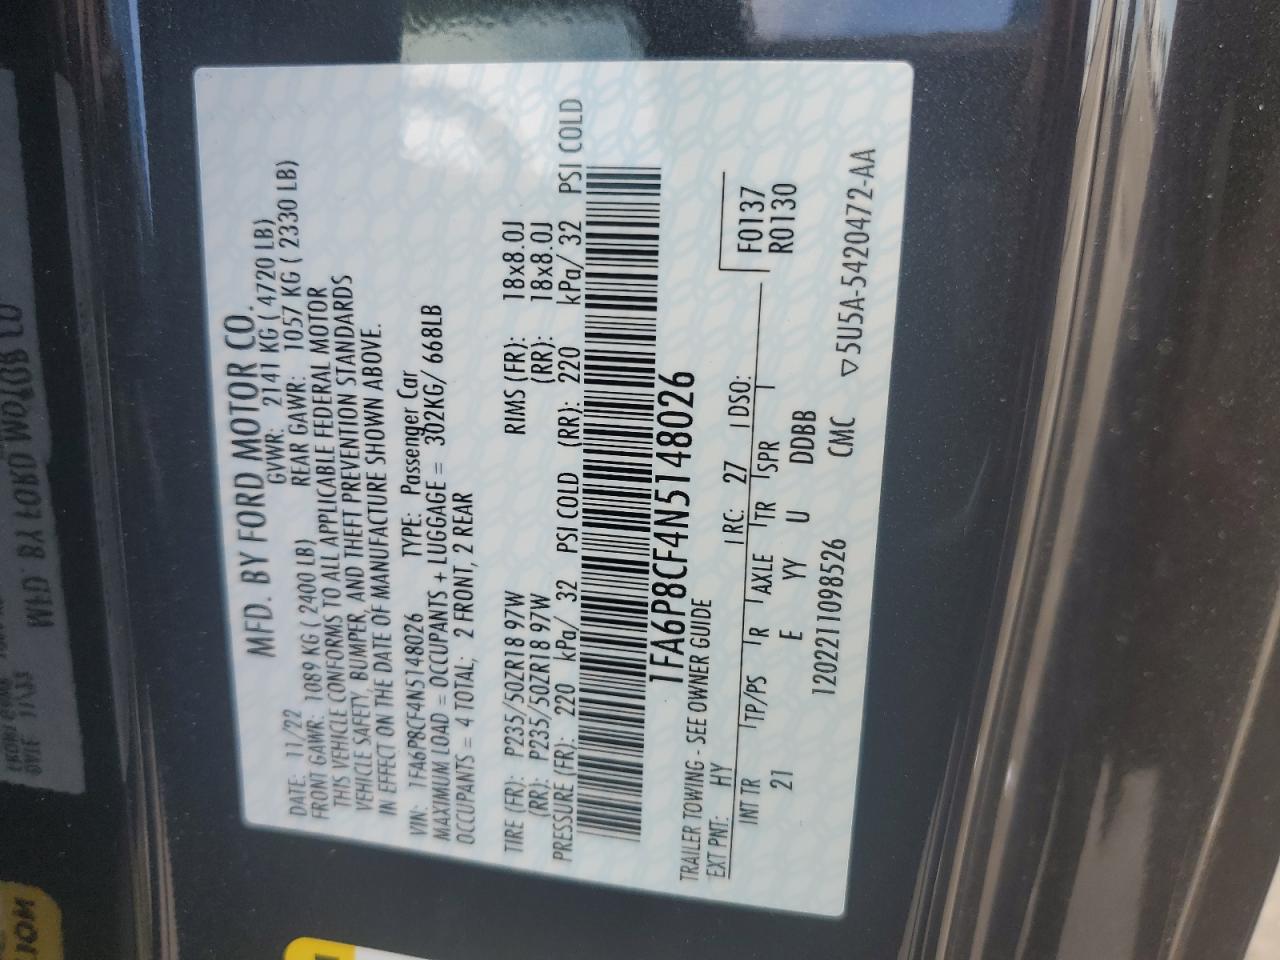 MFD. BY FORD MOTOR CO.
DATE: 11/22 GVWR: 2141 KG ( 4720 LB)
FRONT GAWR: 1089 KG ( 2400 LB) REAR GAWR: 1057 KG ( 2330 LB)
THIS VEHICLE CONFORMS TO ALL APPLICABLE FEDERAL MOTOR
VEHICLE SAFETY, BUMPER, AND THEFT PREVENTION STANDARDS
IN EFFECT ON THE DATE OF MANUFACTURE SHOWN ABOVE.
VIN: 1FA6P8CF4N5148026 TYPE: Passenger Car
MAXIMUM LOAD = OCCUPANTS + LUGGAGE = 302KG/ 668LB
OCCUPANTS = 4 TOTAL; 2 FRONT, 2 REAR
TIRE (FR): P235/50ZR18 97W RIMS (FR): 18x8.0J
(RR): P235/50ZR18 97W (RR): 18x8.0J
PRESSURE (FR): 220 kPa/ 32 PSI COLD (RR): 220 kPa/ 32 PSI COLD
1FA6P8CF4N5148026
TRAILER TOWING - SEE OWNER GUIDE
EXT PNT: HY RC: 27 DSO: F0137
INT TR TP/PS R AXLE TR SPR R0130
21 E YY U DDBB
1202211098526 CMC ▽5U5A-5420472-AA